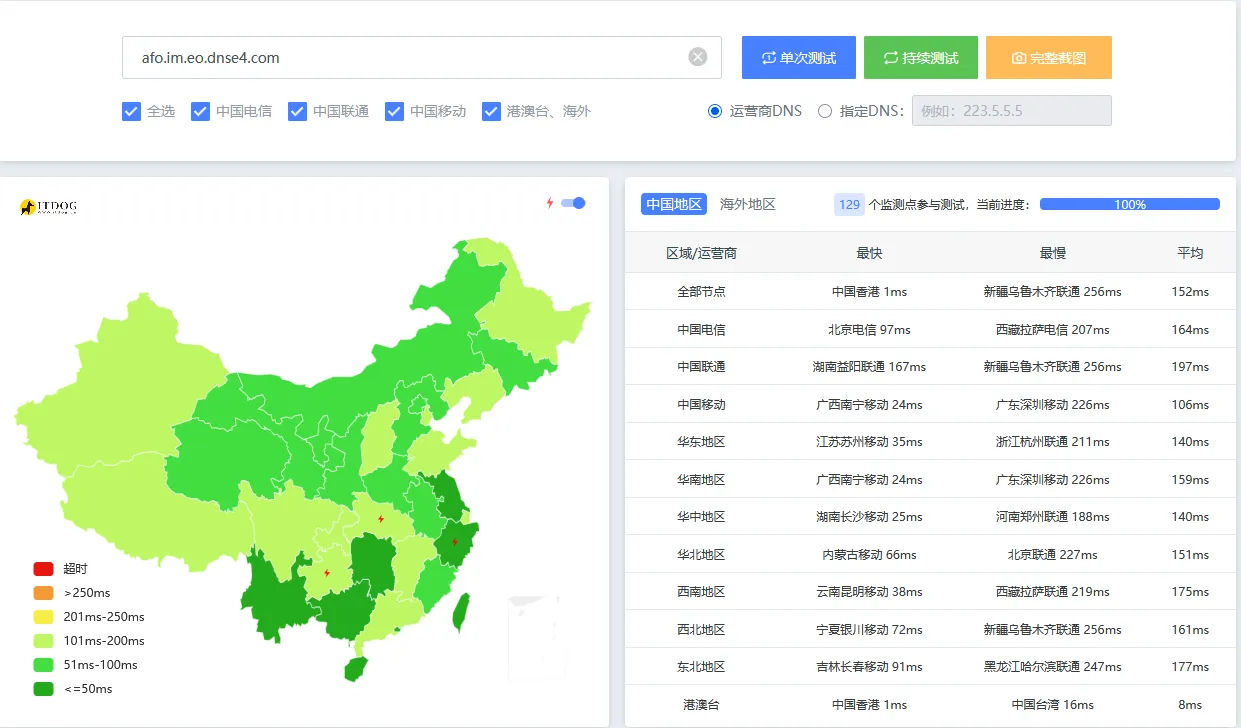 afo.im.eo.dnse4.com
单次测试 持续测试 完整截图
全选 中国电信 中国联通 中国移动 港澳台、海外 运营商DNS 指定DNS: 例如: 223.5.5.5
ITDOG
中国地区 海外地区 129 个监测点参与测试, 当前进度: 100%
区域/运营商 最快 最慢 平均
全部节点 中国香港 1ms 新疆乌鲁木齐联通 256ms 152ms
中国电信 北京电信 97ms 西藏拉萨电信 207ms 164ms
中国联通 湖南益阳联通 167ms 新疆乌鲁木齐联通 256ms 197ms
中国移动 广西南宁移动 24ms 广东深圳移动 226ms 106ms
华东地区 江苏苏州移动 35ms 浙江杭州联通 211ms 140ms
华南地区 广西南宁移动 24ms 广东深圳移动 226ms 159ms
华中地区 湖南长沙移动 25ms 河南郑州联通 188ms 140ms
华北地区 内蒙古移动 66ms 北京联通 227ms 151ms
西南地区 云南昆明移动 38ms 西藏拉萨联通 219ms 175ms
西北地区 宁夏银川移动 72ms 新疆乌鲁木齐联通 256ms 161ms
东北地区 吉林长春移动 91ms 黑龙江哈尔滨联通 247ms 177ms
港澳台 中国香港 1ms 中国台湾 16ms 8ms
超时
>250ms
201ms-250ms
101ms-200ms
51ms-100ms
<=50ms